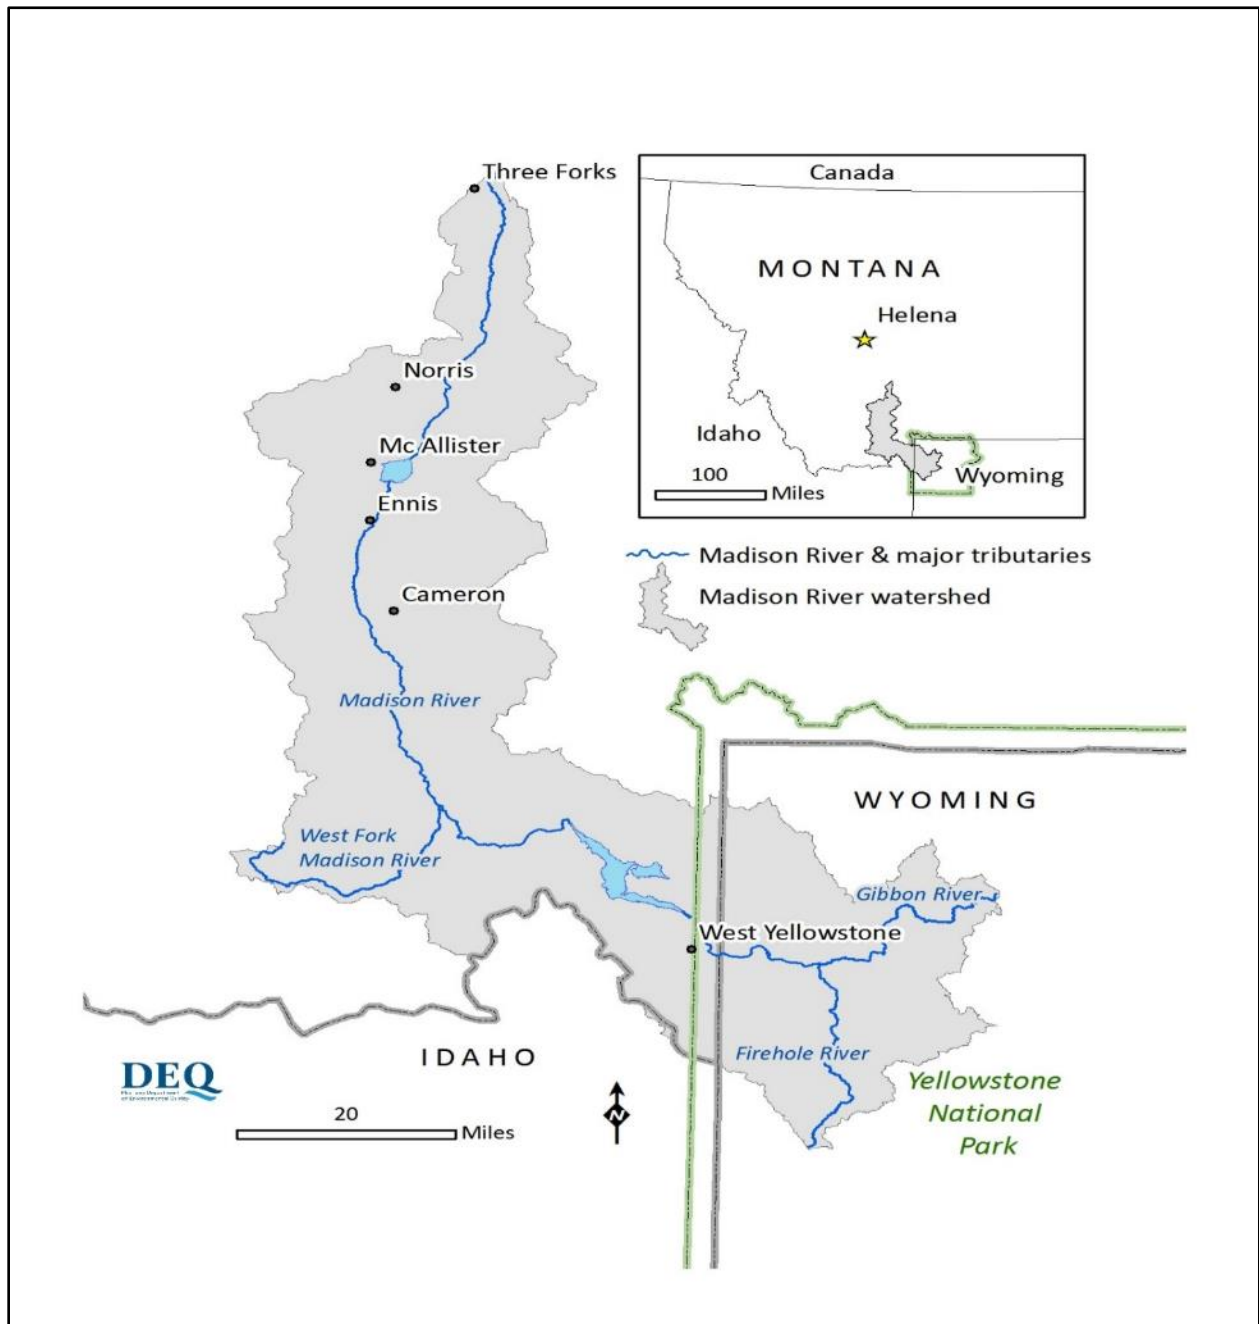 Three Forks
Canada
MONTANA
Helena
Norris
Idaho
Mc Allister
100
Miles
Wyoming
Ennis
Madison River & major tributaries
Cameron
Madison River watershed
Madison River
WYOMING
West Fork
Madison River
Gibbon River
West Yellowstone
IDAHO
Firehole River
DEQ
Yellowstone
National
Park
20
Miles
N